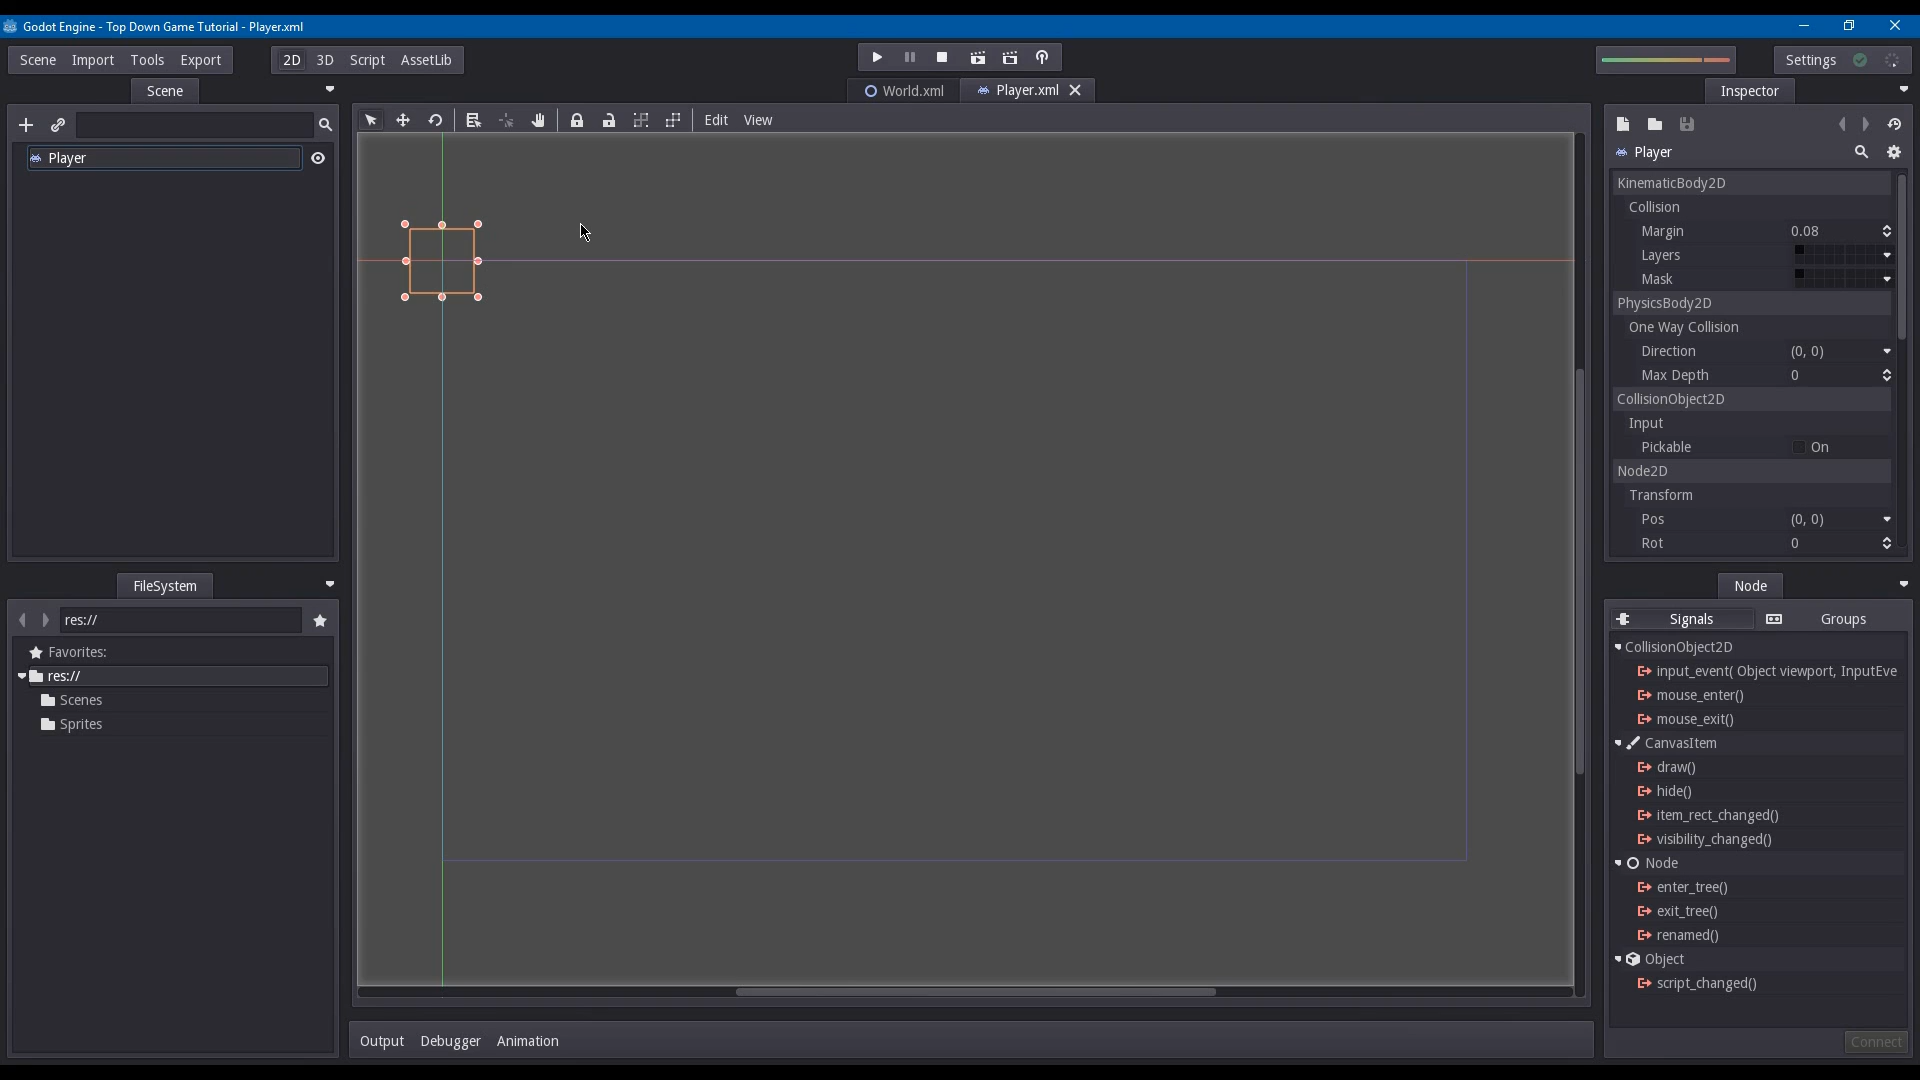 Godot Engine - Top Down Game Tutorial - Player.xml
Scene Import Tools Export 2D 3D Script AssetLib Settings
Scene World.xml Player.xml Inspector
Edit View
Player
Player
KinematicBody2D
Collision
Margin 0.08
Layers
Mask
PhysicsBody2D
One Way Collision
Direction (0, 0)
Max Depth 0
CollisionObject2D
Input
Pickable On
Node2D
Transform
Pos (0, 0)
Rot 0
FileSystem
res://
Favorites:
res://
Scenes
Sprites
Node
Signals Groups
CollisionObject2D
input_event( Object viewport, InputEve
mouse_enter()
mouse_exit()
CanvasItem
draw()
hide()
item_rect_changed()
visibility_changed()
Node
enter_tree()
exit_tree()
renamed()
Object
script_changed()
Connect
Output Debugger Animation